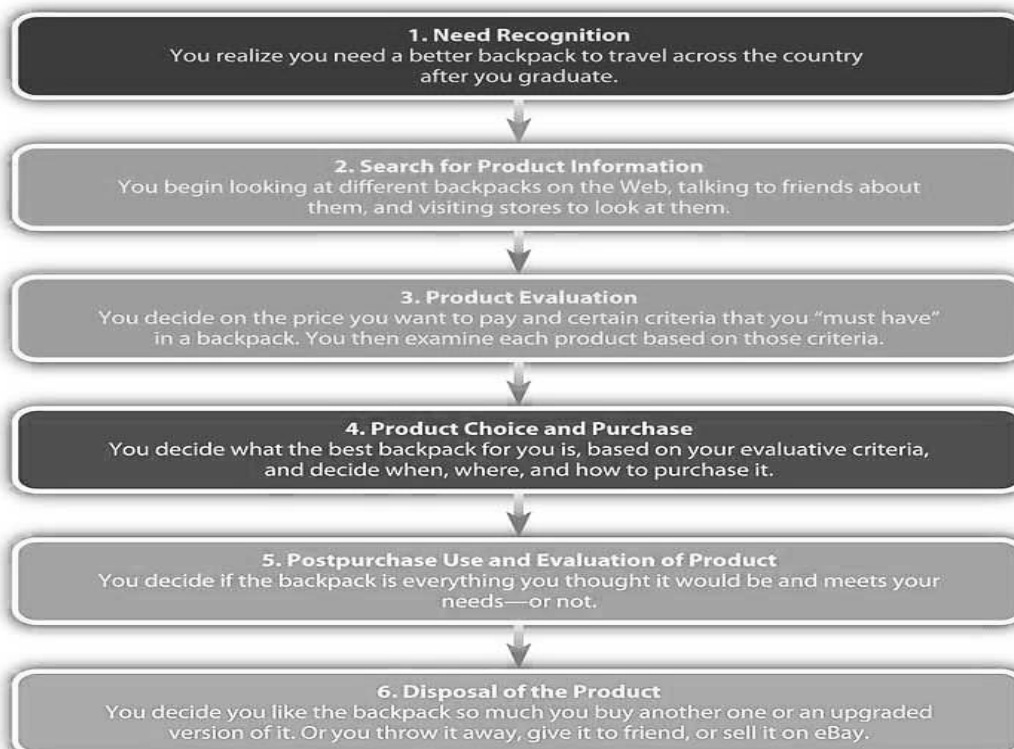 1. Need Recognition
You realize you need a better backpack to travel across the country
after you graduate.
2. Search for Product Information
You begin looking at different backpacks on the Web, talking to friends about
them, and visiting stores to look at them.
3. Product Evaluation
You decide on the price you want to pay and certain criteria that you “must have”
in a backpack. You then examine each product based on those criteria.
4. Product Choice and Purchase
You decide what the best backpack for you is, based on your evaluative criteria,
and decide when, where, and how to purchase it.
5. Postpurchase Use and Evaluation of Product
You decide if the backpack is everything you thought it would be and meets your
needs—or not.
6. Disposal of the Product
You decide you like the backpack so much you buy another one or an upgraded
version of it. Or you throw it away, give it to friend, or sell it on eBay.